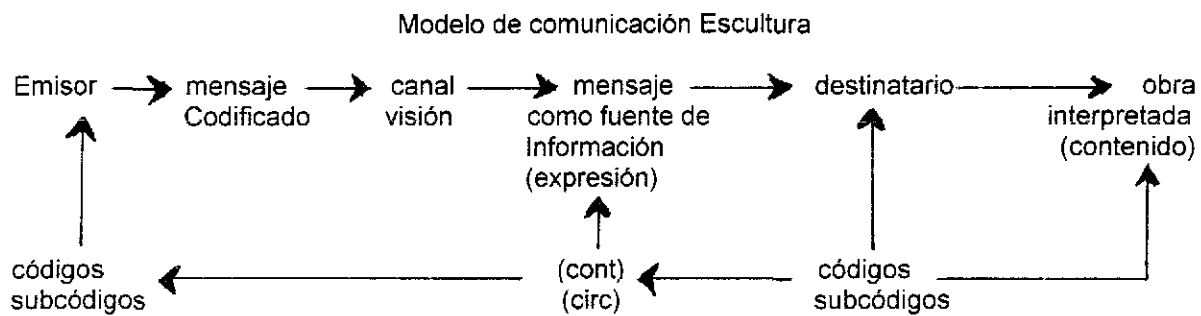 Modelo de comunicación Escultura
Emisor mensaje canal mensaje destinatario obra
Codificado visión como fuente de interpretada
Información (contenido)
(expresión)
códigos (cont) códigos
subcódigos (circ) subcódigos